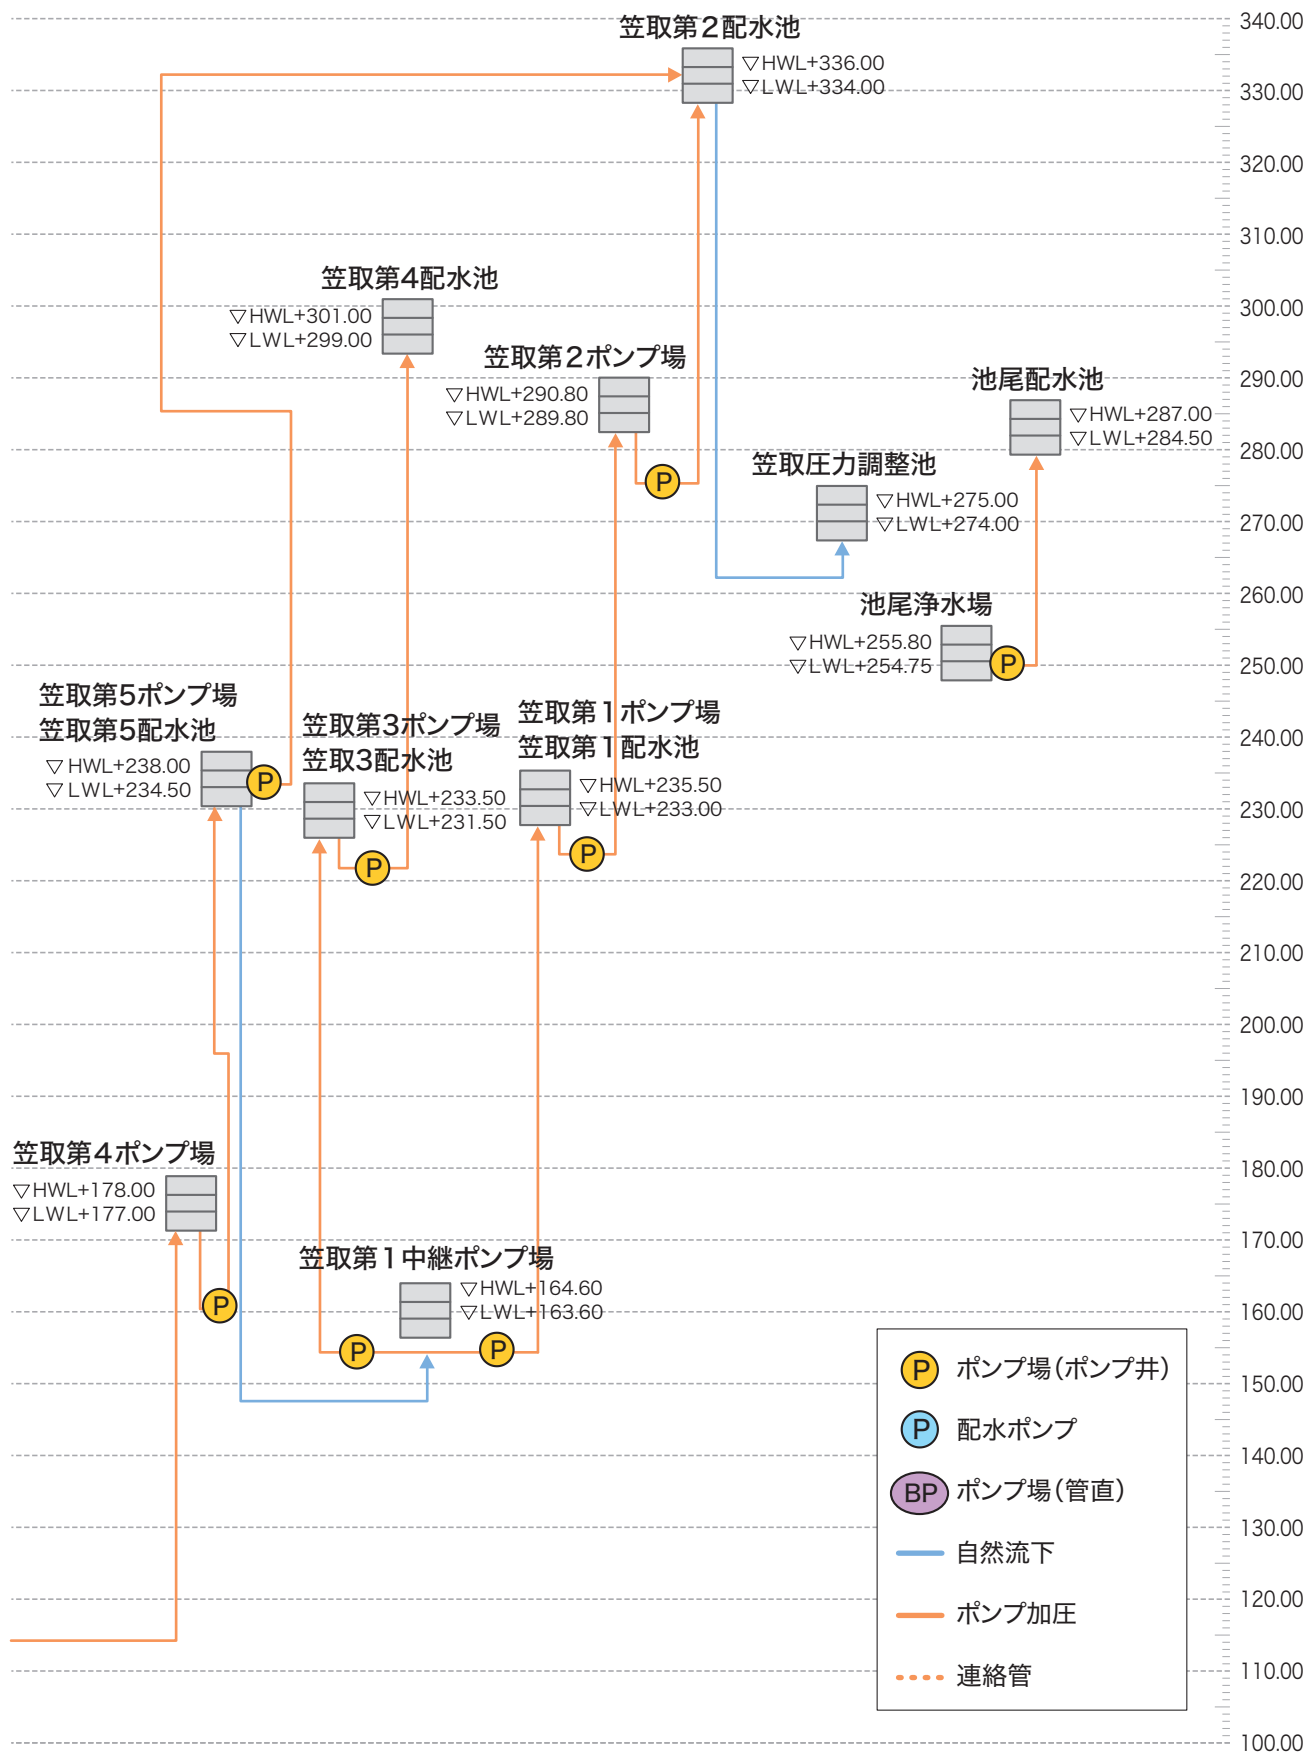 笠取第2配水池
▽HWL+336.00
▽LWL+334.00
笠取第4配水池
▽HWL+301.00
▽LWL+299.00
笠取第2ポンプ場
▽HWL+290.80
▽LWL+289.80
P
池尾配水池
▽HWL+287.00
▽LWL+284.50
笠取圧力調整池
▽HWL+275.00
▽LWL+274.00
池尾浄水場
▽HWL+255.80
▽LWL+254.75
P
笠取第5ポンプ場
笠取第5配水池
▽HWL+238.00
▽LWL+234.50
P
笠取第3ポンプ場
笠取3配水池
▽HWL+233.50
▽LWL+231.50
P
笠取第1ポンプ場
笠取第1配水池
▽HWL+235.50
▽LWL+233.00
P
笠取第4ポンプ場
▽HWL+178.00
▽LWL+177.00
P
笠取第1中継ポンプ場
▽HWL+164.60
▽LWL+163.60
P
P
P ポンプ場(ポンプ井)
P 配水ポンプ
BP ポンプ場(管直)
自然流下
ポンプ加圧
連絡管
340.00
330.00
320.00
310.00
300.00
290.00
280.00
270.00
260.00
250.00
240.00
230.00
220.00
210.00
200.00
190.00
180.00
170.00
160.00
150.00
140.00
130.00
120.00
110.00
100.00